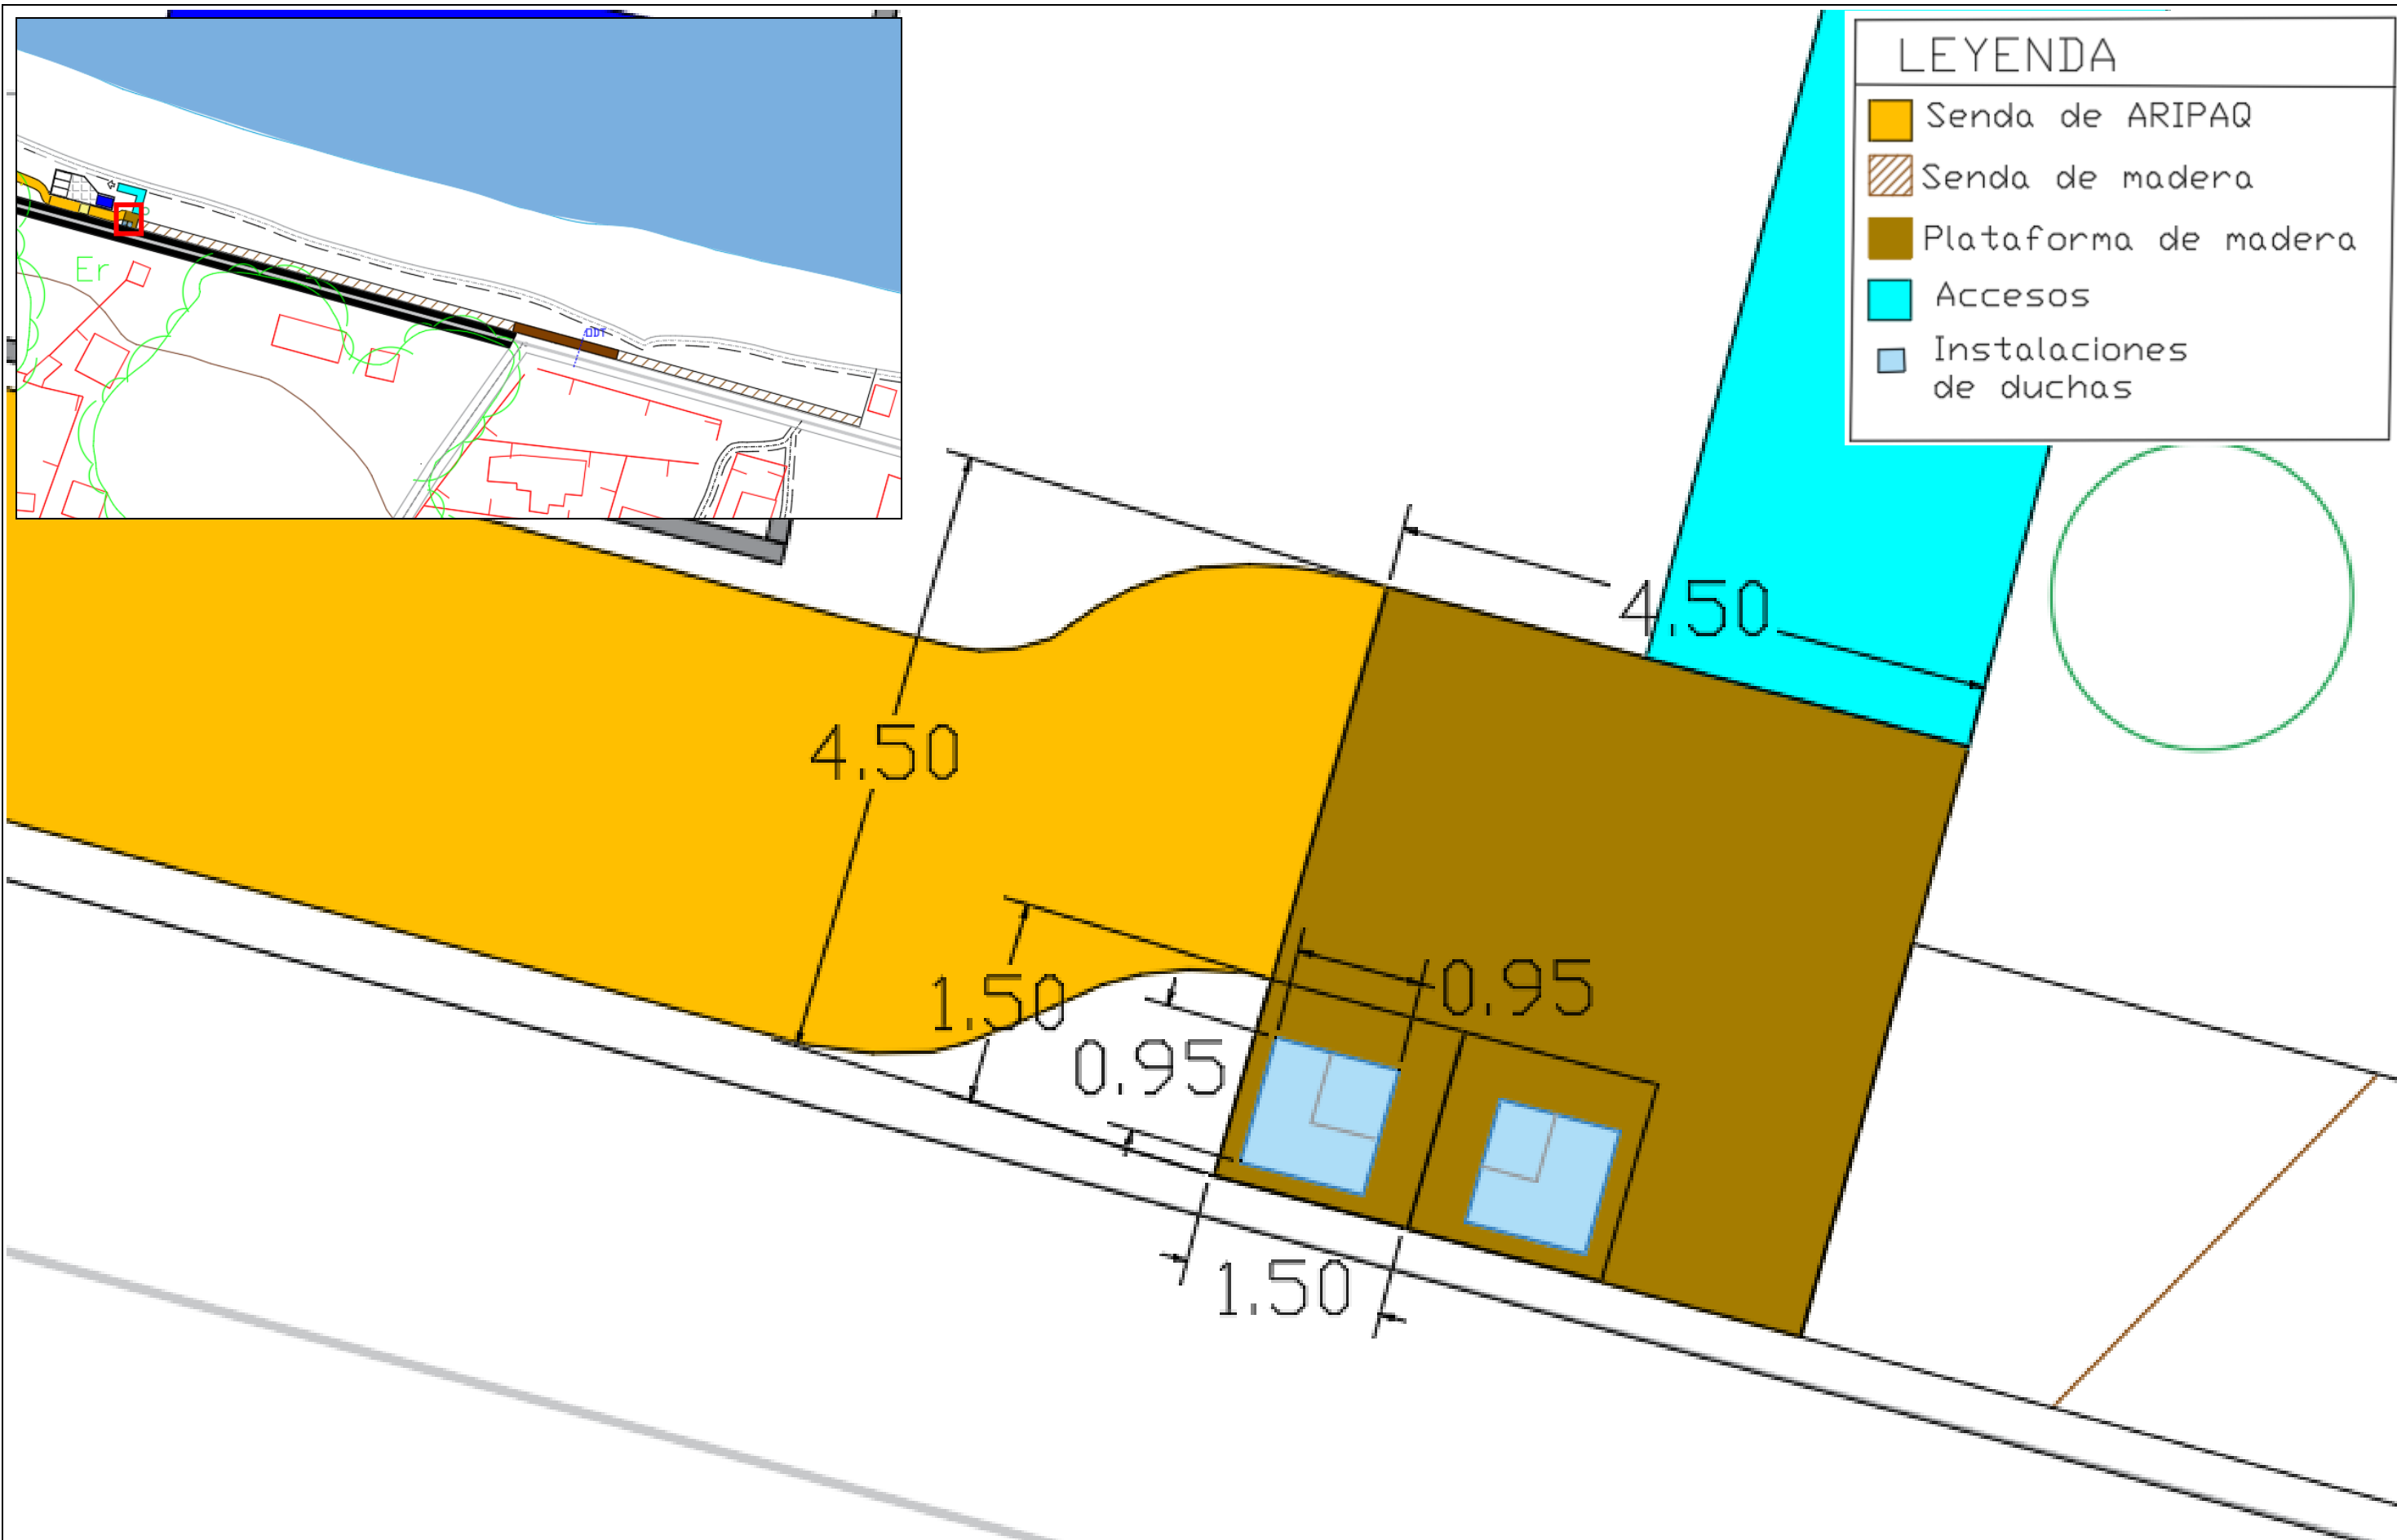 LEYENDA
Senda de ARIPAQ
Senda de madera
Plataforma de madera
Accesos
Instalaciones
de duchas
Er
ODT
4.50
4.50
1.50
0.95
0.95
1.50